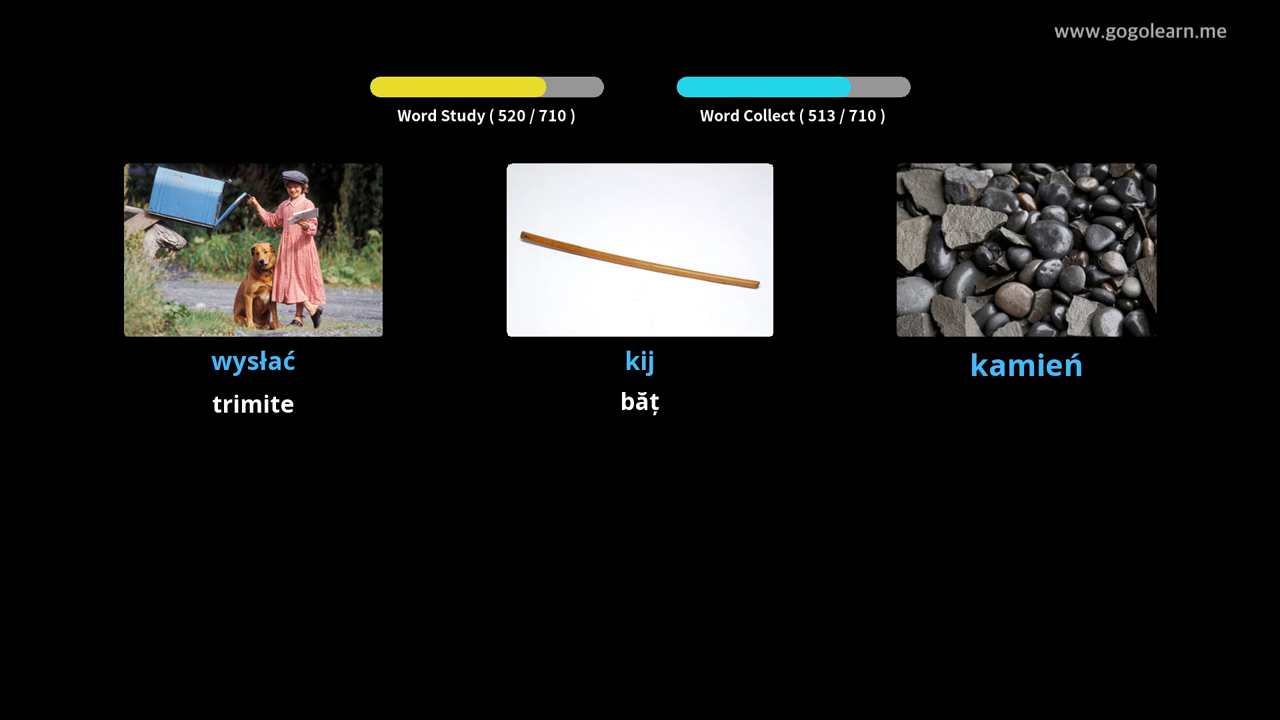 www.gogolearn.me
Word Study ( 520 / 710 )
Word Collect ( 513 / 710 )
wysłać
kij
kamień
trimite
băț